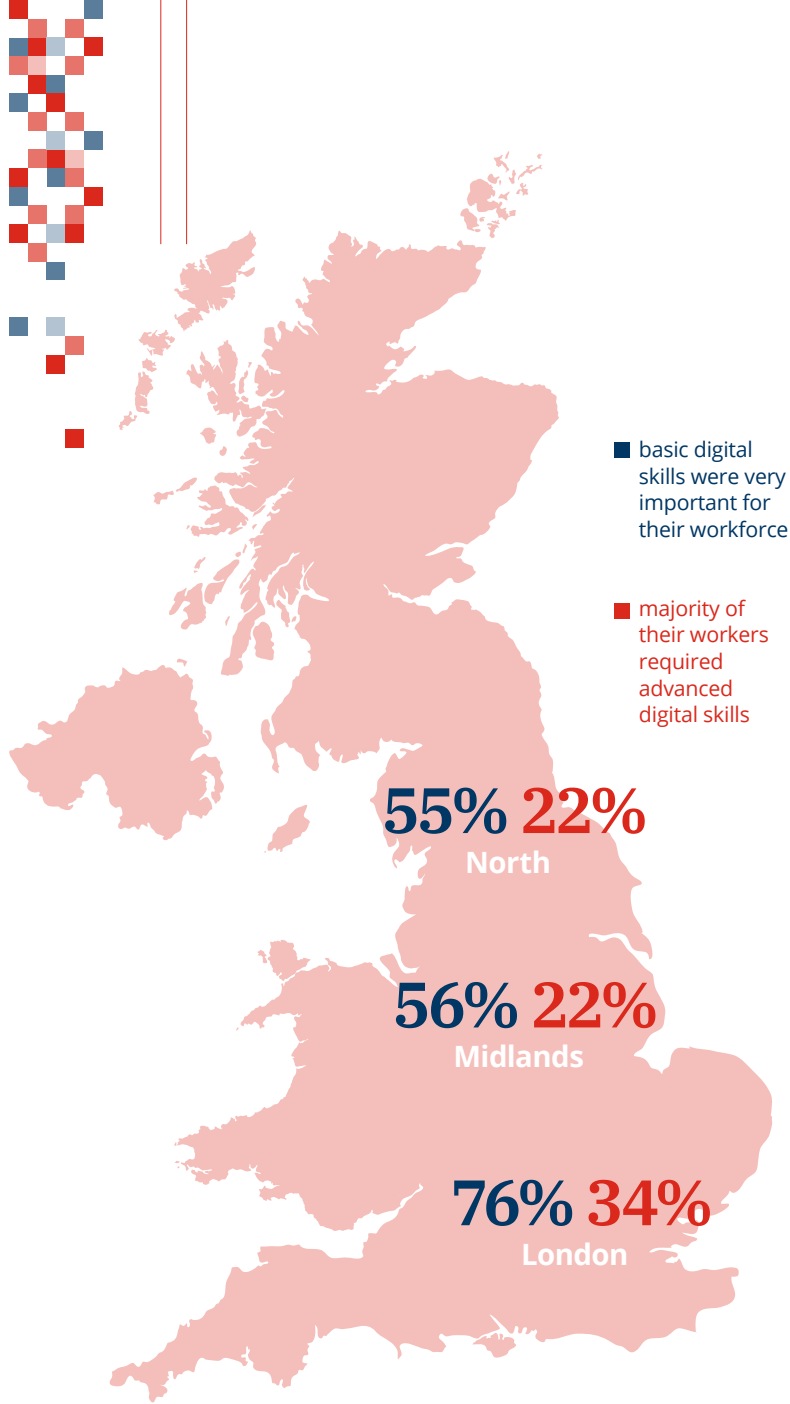 basic digital
skills were very
important for
their workforce
majority of
their workers
required
advanced
digital skills
55% 22%
North
56% 22%
Midlands
76% 34%
London